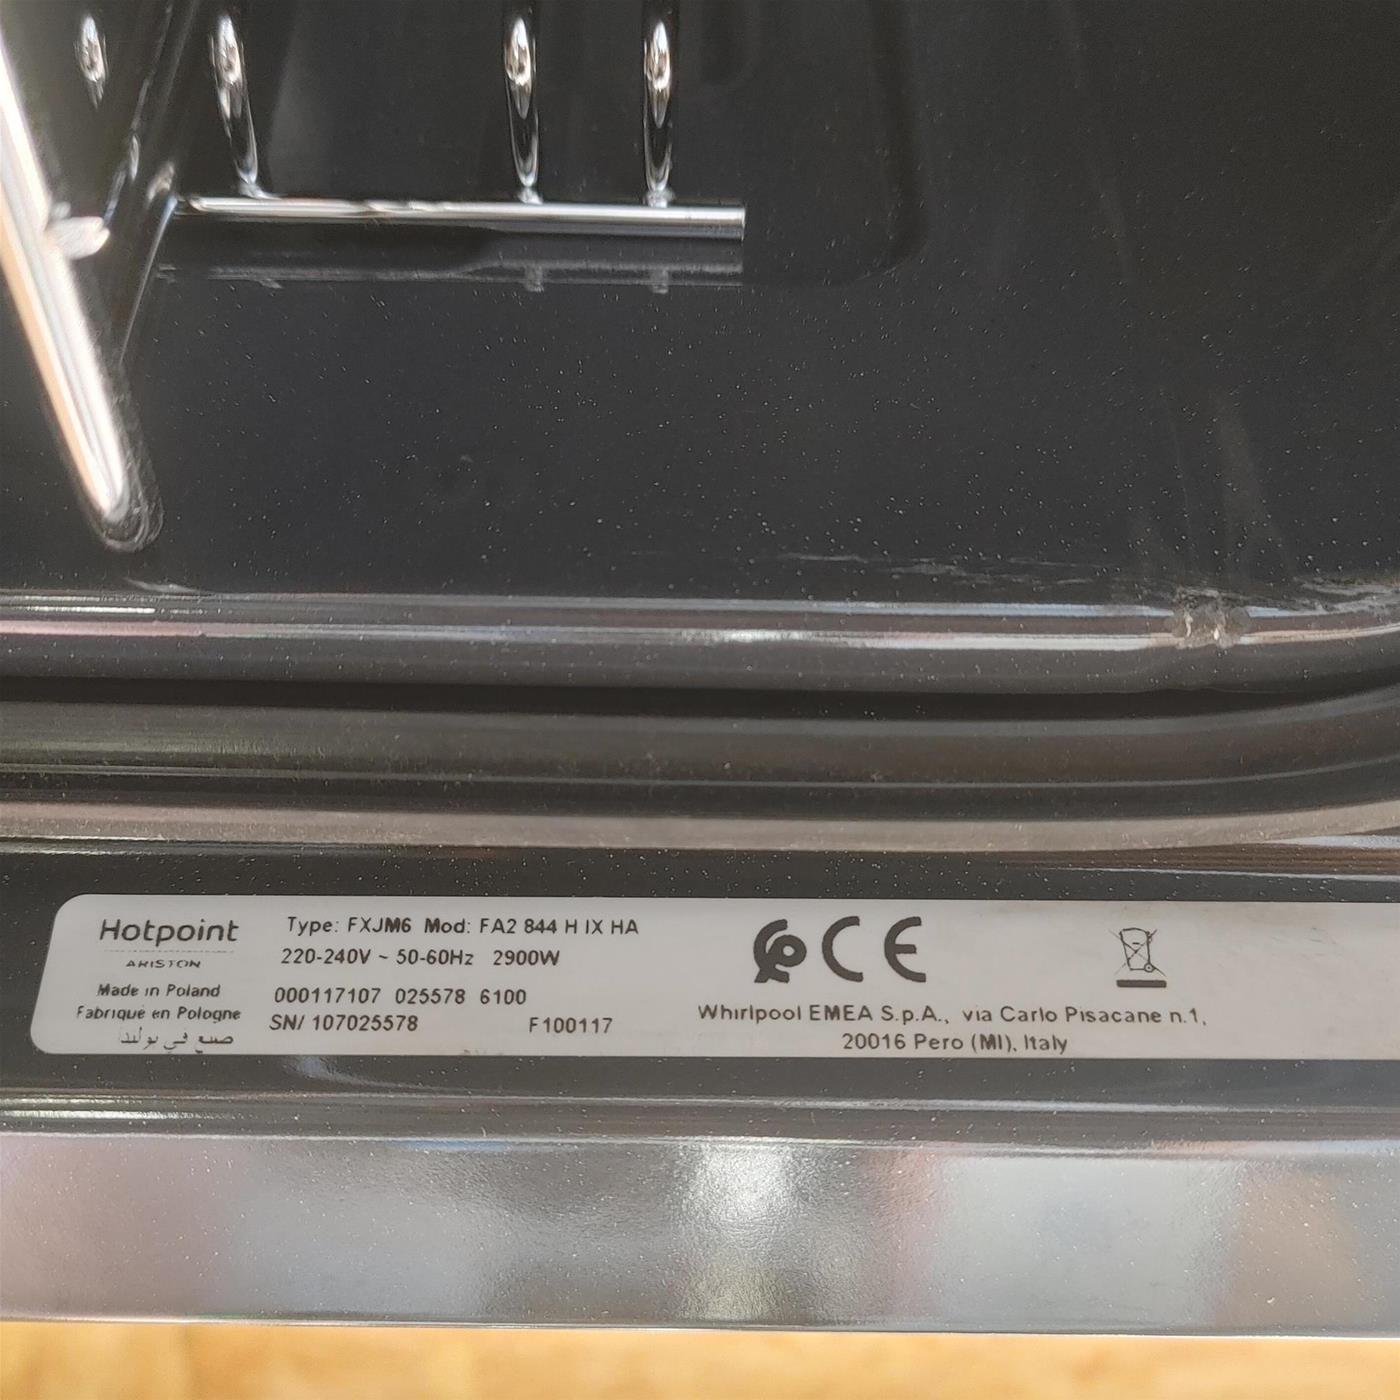 Hotpoint
ARISTON
Made in Poland
Fabriqué en Pologne
صنع في بولندا
Type: FXJM6 Mod: FA2 844 H IX HA
220-240V ~ 50-60Hz 2900W
000117107 025578 6100
SN/ 107025578 F100117
CE
Whirlpool EMEA S.p.A., via Carlo Pisacane n.1,
20016 Pero (MI), Italy